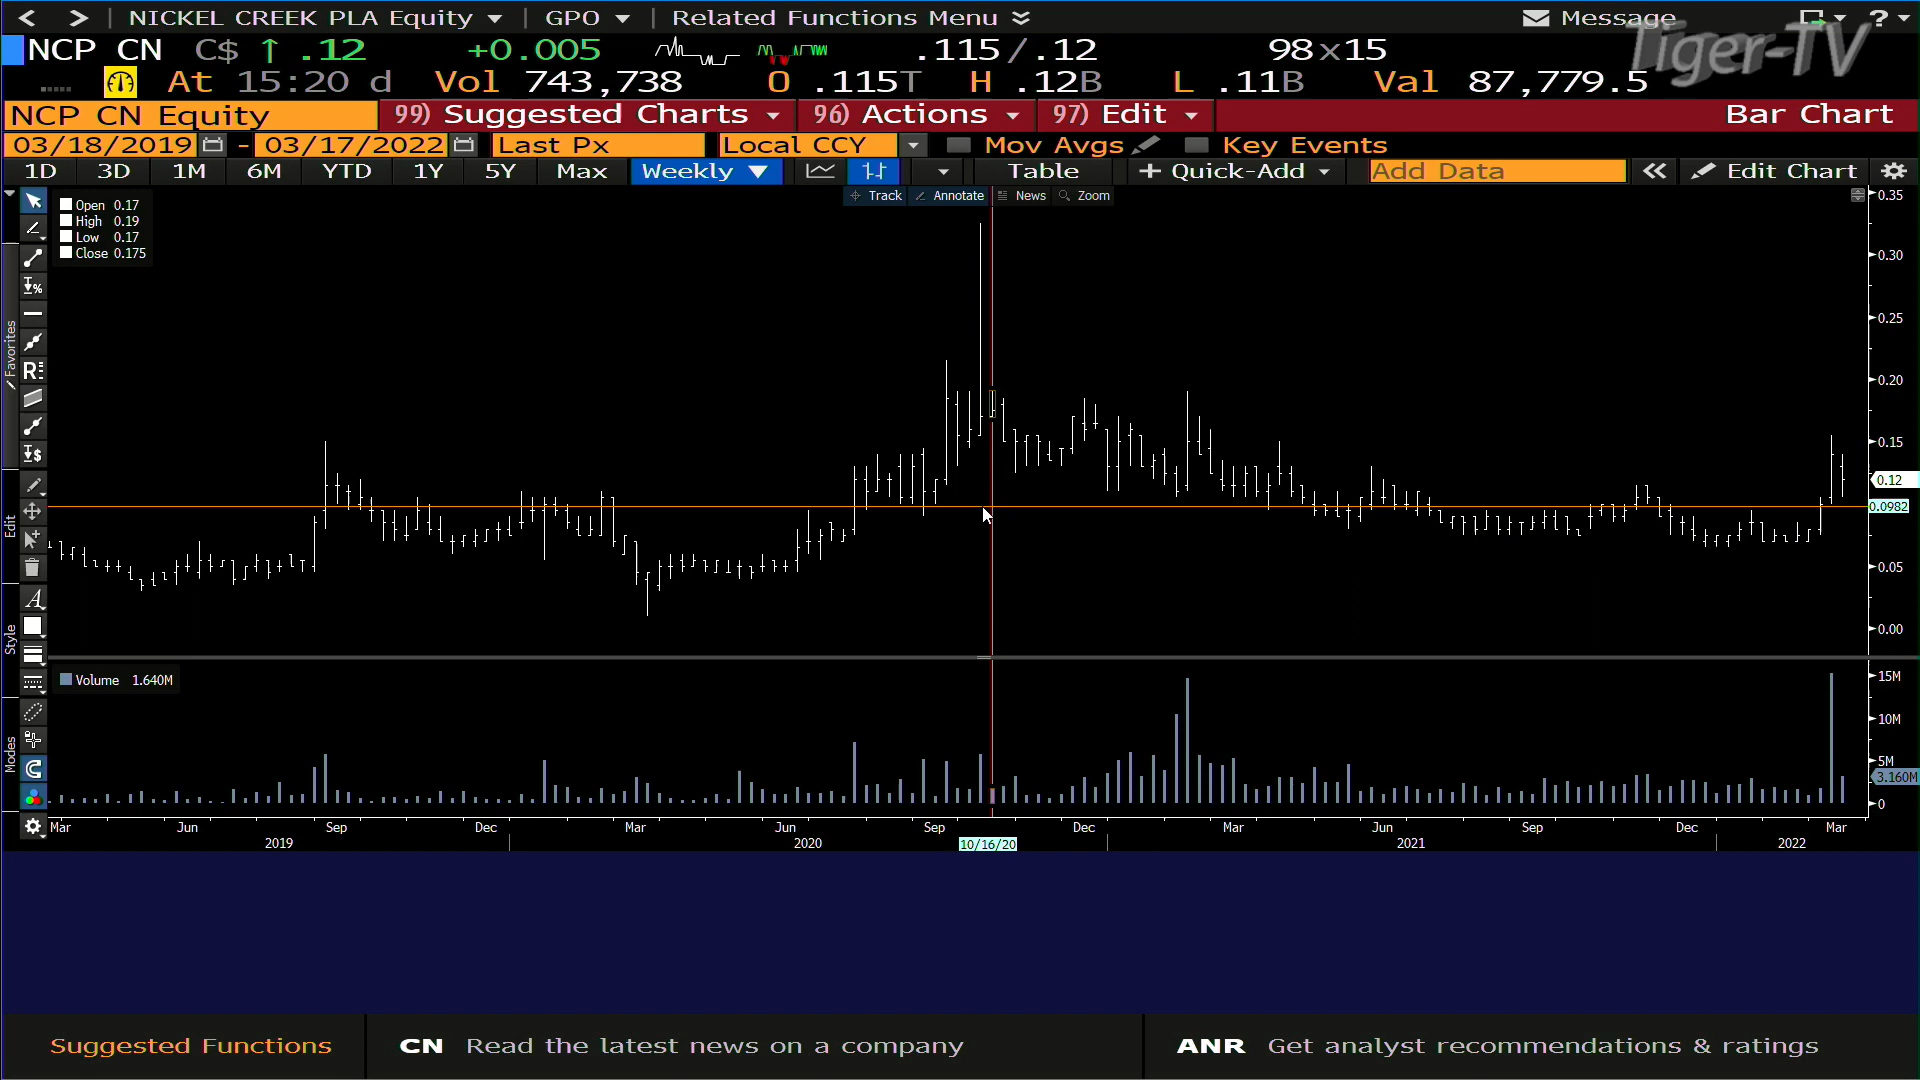 NICKEL CREEK PLA Equity GPO Related Functions Menu Message ?
NCP CN C$ ↑ .12 +0.005 .115/.12 98x15
Tiger-TV
At 15:20 d Vol 743,738 O .115T H .12B L .11B Val 87,779.5
NCP CN Equity 99) Suggested Charts 96) Actions 97) Edit Bar Chart
03/18/2019 - 03/17/2022 Last Px Local CCY Mov Avgs Key Events
1D 3D 1M 6M YTD 1Y 5Y Max Weekly ▼ Table + Quick-Add Add Data « Edit Chart
Track Annotate News Zoom
Open 0.17
High 0.19
Low 0.17
Close 0.175
0.35
0.30
0.25
0.20
0.15
0.12
0.0982
0.05
0.00
Favorites
Edit
Style
Modes
Volume 1.640M
15M
10M
5M
3.160M
0
Mar Jun Sep Dec Mar Jun Sep Dec Mar Jun Sep Dec Mar
2019 2020 10/16/20 2021 2022
Suggested Functions CN Read the latest news on a company ANR Get analyst recommendations & ratings